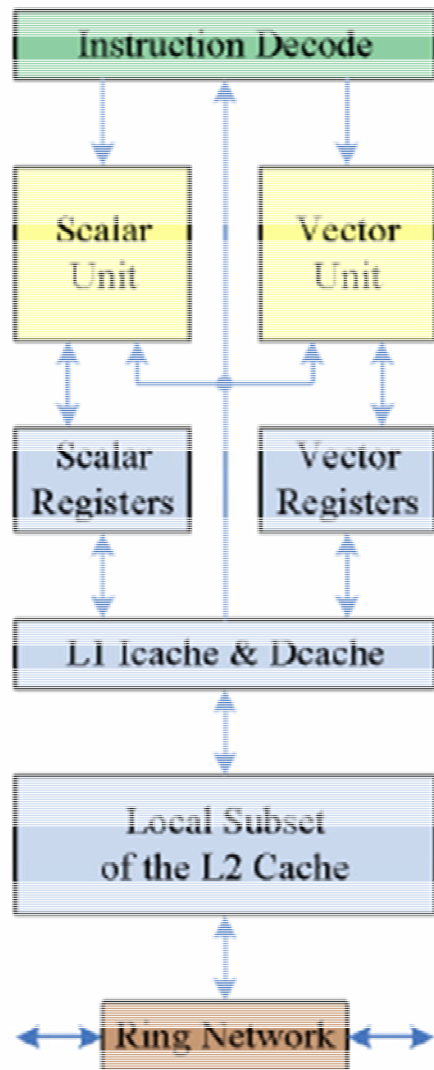 Instruction Decode
Scalar
Unit
Vector
Unit
Scalar
Registers
Vector
Registers
L1 Icache & Dcache
Local Subset
of the L2 Cache
Ring Network